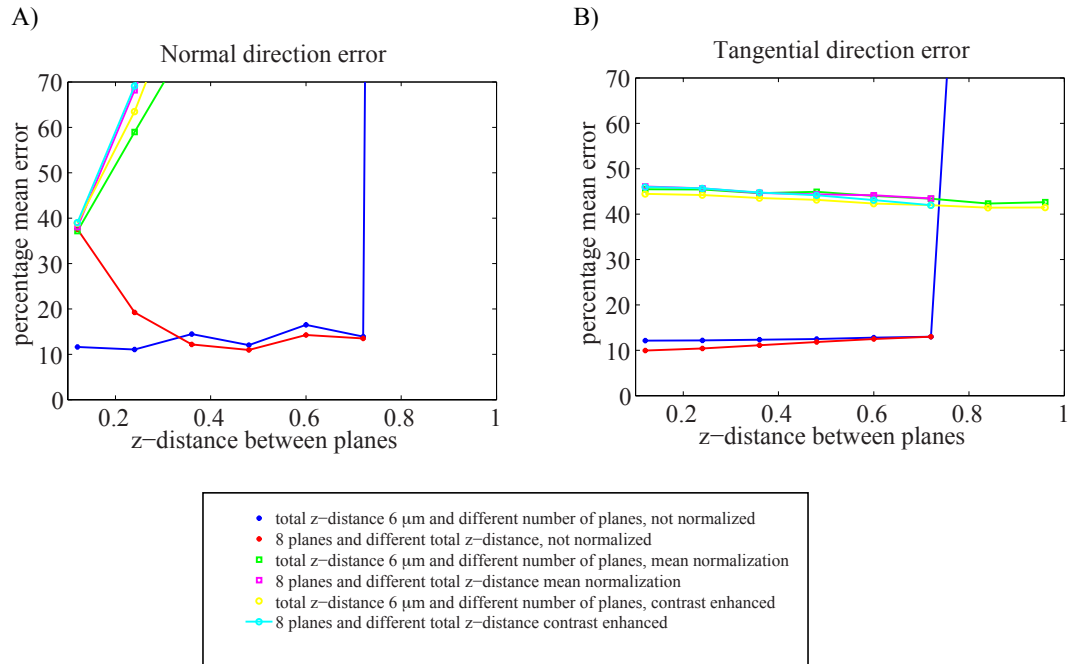 A)
Normal direction error
percentage mean error
70
60
50
40
30
20
10
0
0.2
0.4
0.6
0.8
1
z−distance between planes
B)
Tangential direction error
percentage mean error
70
60
50
40
30
20
10
0
0.2
0.4
0.6
0.8
1
z−distance between planes
total z−distance 6 μm and different number of planes, not normalized
8 planes and different total z−distance, not normalized
total z−distance 6 μm and different number of planes, mean normalization
8 planes and different total z−distance mean normalization
total z−distance 6 μm and different number of planes, contrast enhanced
8 planes and different total z−distance contrast enhanced